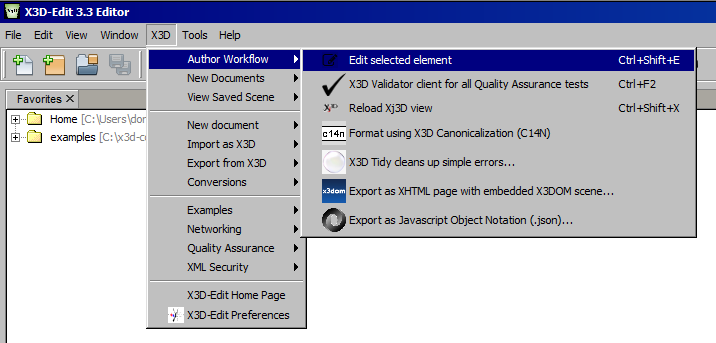 X3D-Edit 3.3 Editor
File Edit View Window X3D Tools Help
Favorites
Home [C:\Users\dor
examples [C:\x3d-c
Author Workflow
New Documents
View Saved Scene
New document
Import as X3D
Export from X3D
Conversions
Examples
Networking
Quality Assurance
XML Security
X3D-Edit Home Page
X3D-Edit Preferences
Edit selected element Ctrl+Shift+E
X3D Validator client for all Quality Assurance tests Ctrl+F2
Xj3D Reload Xj3D view Ctrl+Shift+X
c14n Format using X3D Canonicalization (C14N)
X3D Tidy cleans up simple errors...
x3dom Export as XHTML page with embedded X3DOM scene...
Export as Javascript Object Notation (.json)...